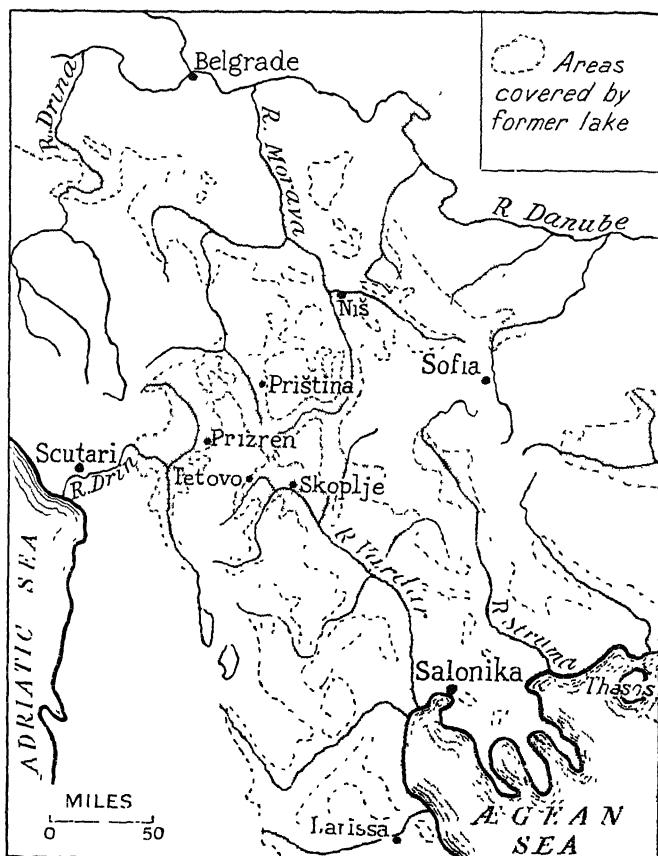 Belgrade
Areas
covered by
former lake
R. Drina
R. Morava
R Danube
Niš
Sofia
Priština
Scutari
Prizren
R. Drin
Tetovo
Skoplje
R Vardar
R. Struma
ADRIATIC SEA
Salonika
Thasos
MILES
0 50
Larissa
ÆGEAN
SEA